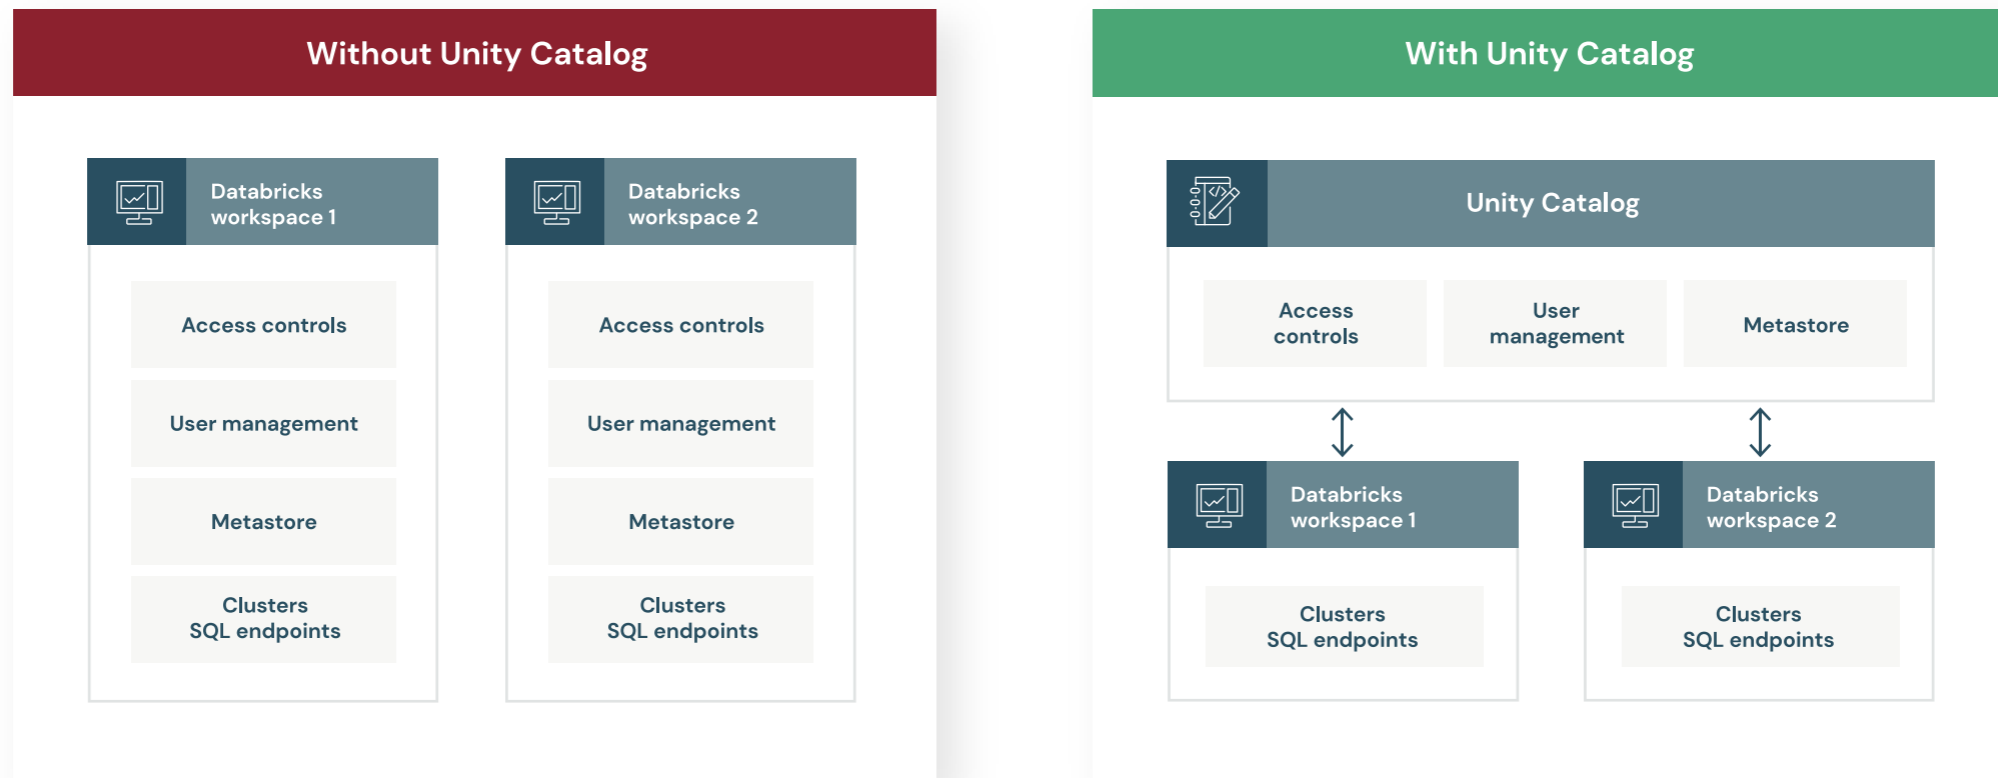 Without Unity Catalog
Databricks
workspace 1
Access controls
User management
Metastore
Clusters
SQL endpoints
Databricks
workspace 2
Access controls
User management
Metastore
Clusters
SQL endpoints
With Unity Catalog
Unity Catalog
Access
controls
User
management
Metastore
Databricks
workspace 1
Clusters
SQL endpoints
Databricks
workspace 2
Clusters
SQL endpoints